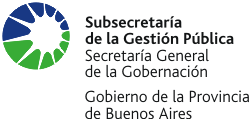 Subsecretaría
de la Gestión Pública
Secretaría General
de la Gobernación
Gobierno de la Provincia
de Buenos Aires